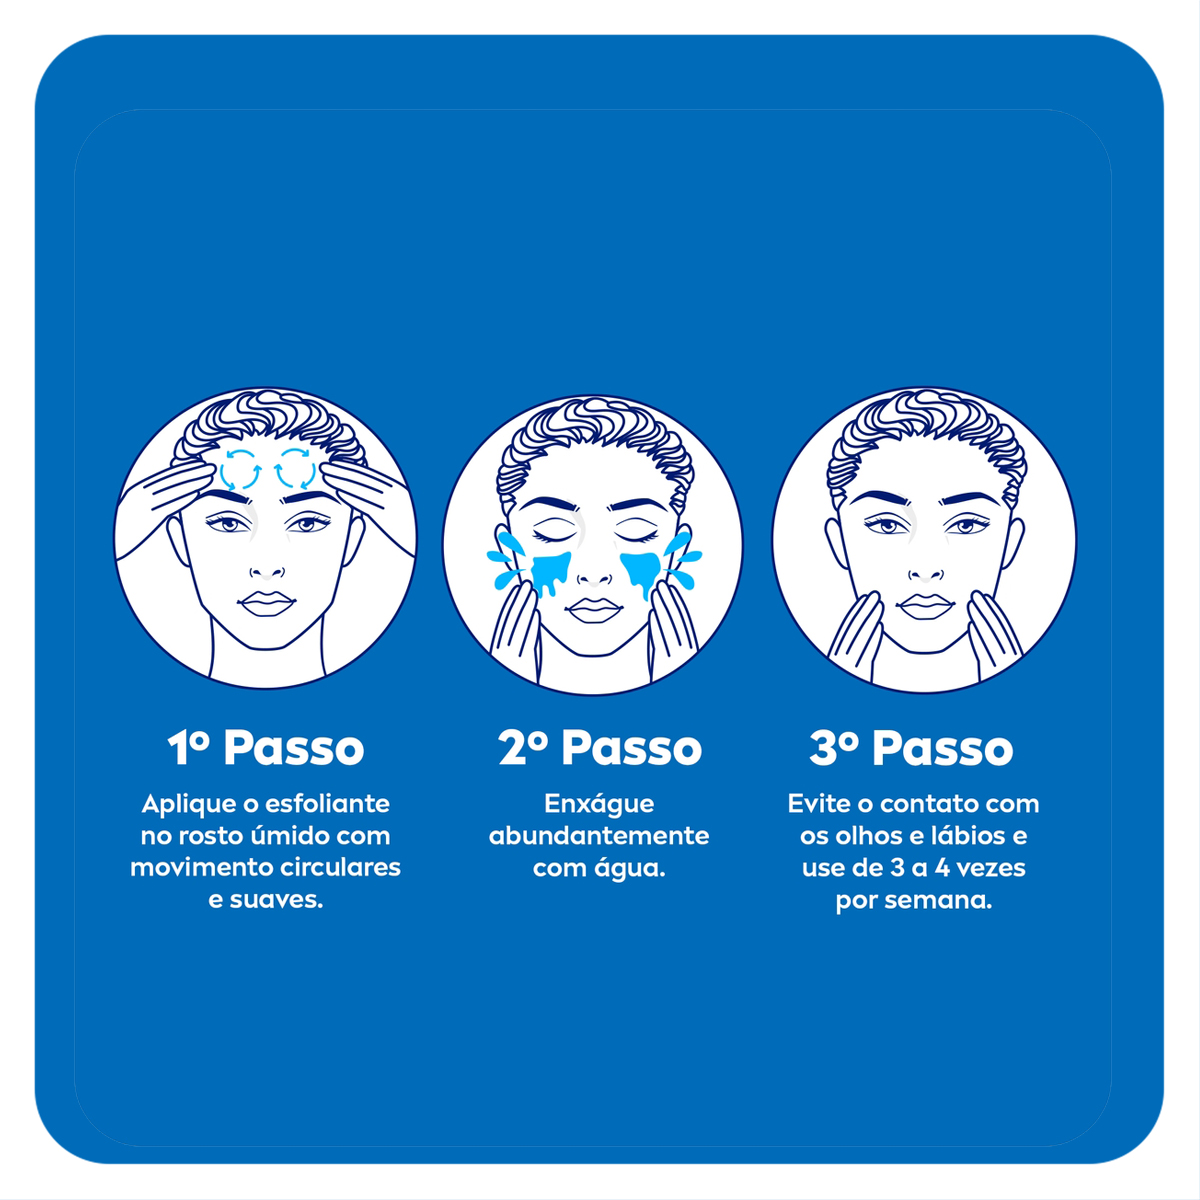 1º Passo
Aplique o esfoliante
no rosto úmido com
movimento circulares
e suaves.
2º Passo
Enxágue
abundantemente
com água.
3º Passo
Evite o contato com
os olhos e lábios e
use de 3 a 4 vezes
por semana.